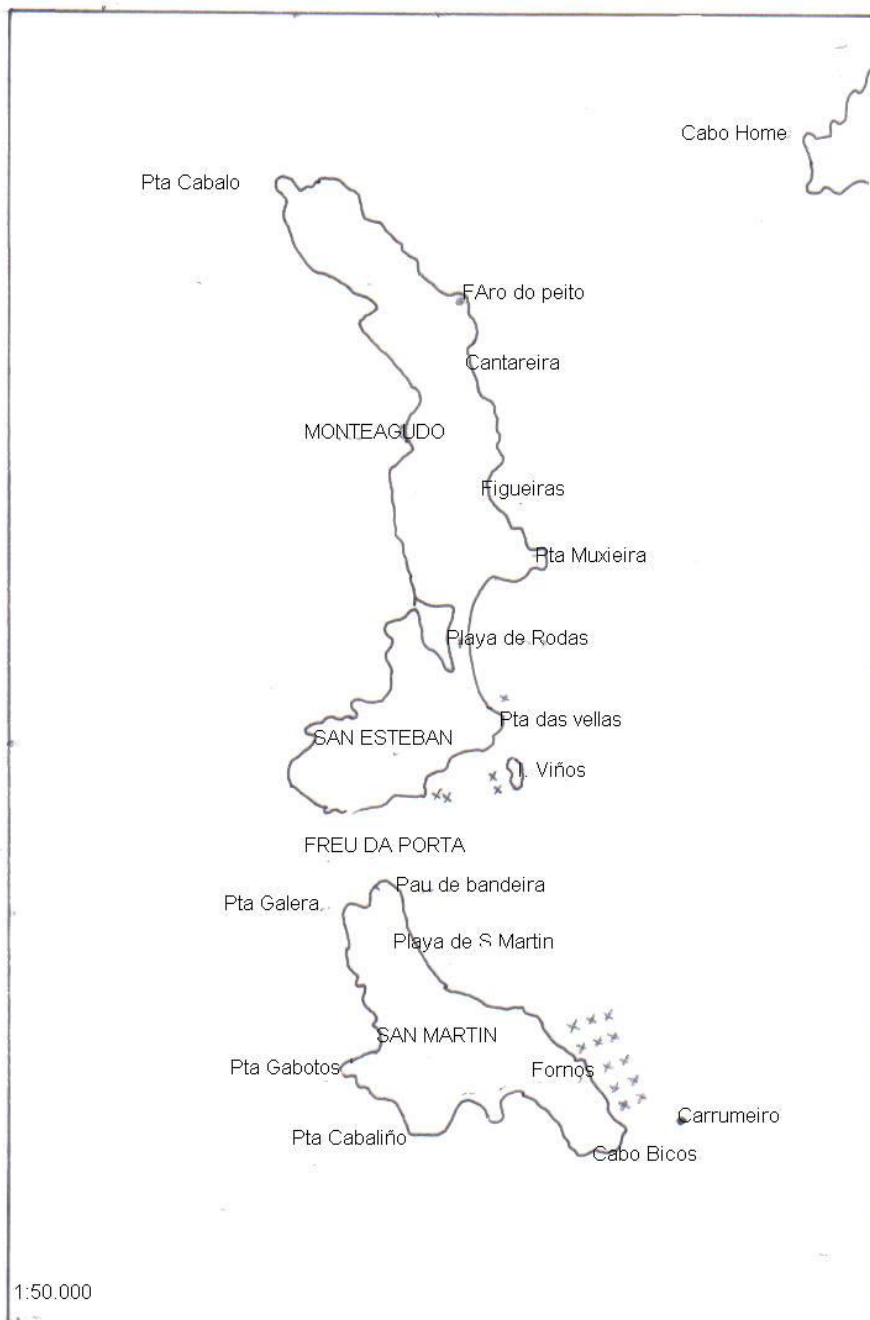 Cabo Home
Pta Cabalo
FAro do peito
Cantareira
MONTEAGUDO
Figueiras
Pta Muxieira
Playa de Rodas
Pta das vellas
SAN ESTEBAN
I. Viños
FREU DA PORTA
Pau de bandeira
Pta Galera
Playa de S Martin
SAN MARTIN
Pta Gabotos
Fornos
Carrumeiro
Pta Cabaliño
Cabo Bicos
1:50.000